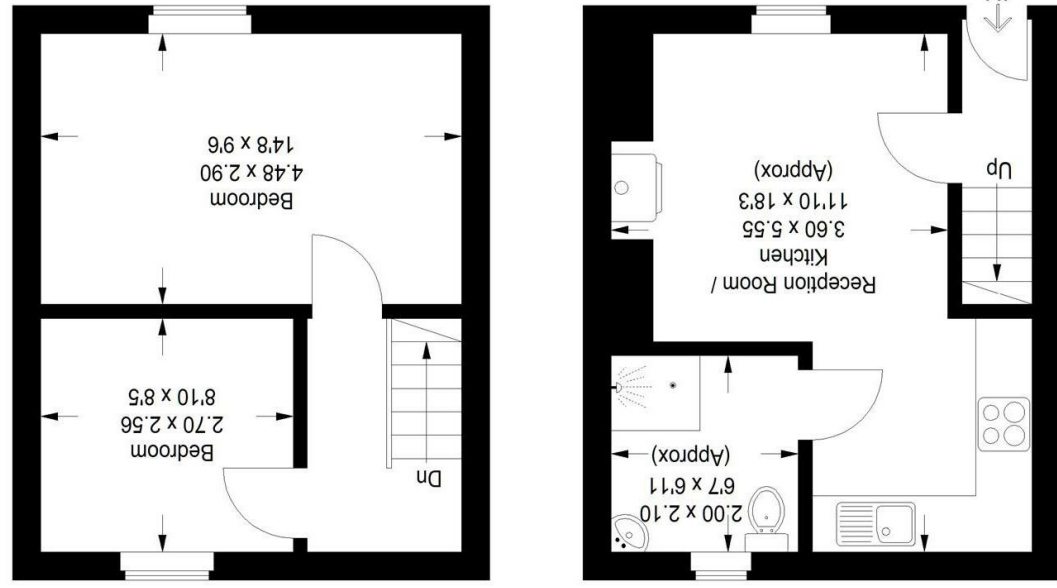 2.00 x 2.10
6'7 x 6'11
(Approx)
Reception Room /
Kitchen
3.60 x 5.55
11'10 x 18'3
(Approx)
Up
Dn
Bedroom
2.70 x 2.56
8'10 x 8'5
Bedroom
4.48 x 2.90
14'8 x 9'6